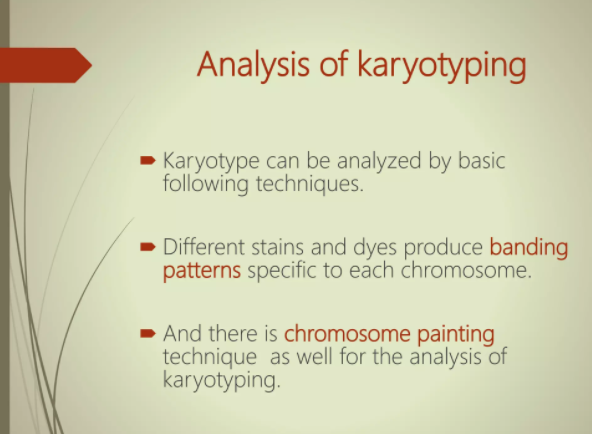 Analysis of karyotyping
Karyotype can be analyzed by basic
following techniques.
Different stains and dyes produce banding
patterns specific to each chromosome.
And there is chromosome painting
technique as well for the analysis of
karyotyping.